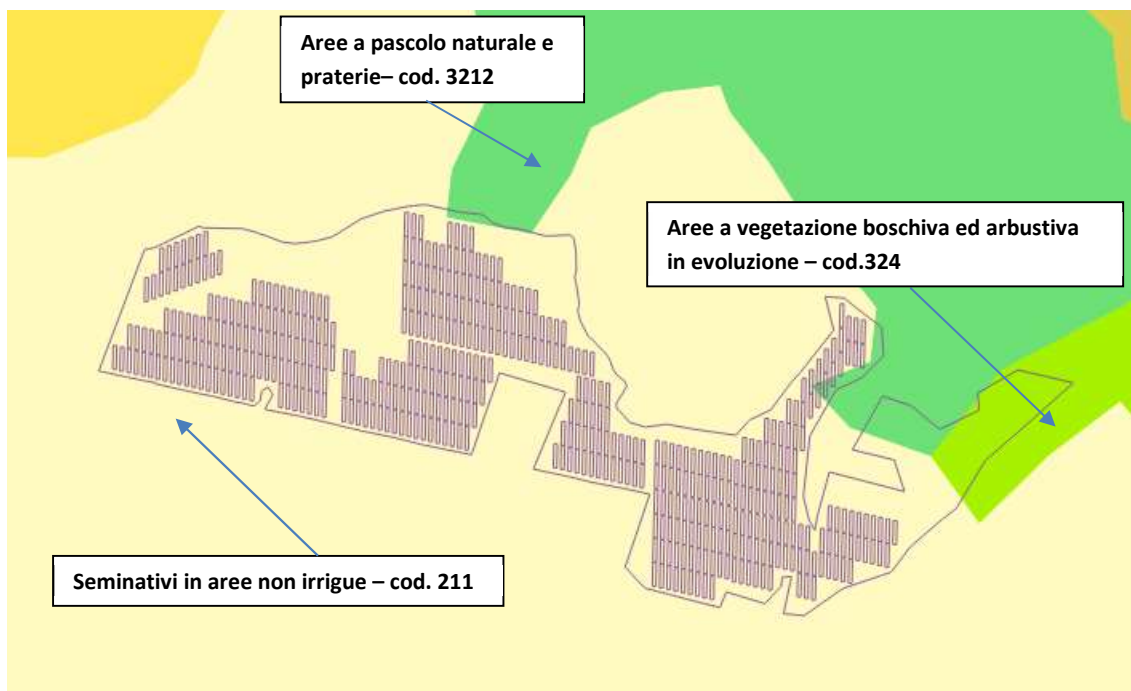 Aree a pascolo naturale e
praterie– cod. 3212
Aree a vegetazione boschiva ed arbustiva
in evoluzione – cod.324
Seminativi in aree non irrigue – cod. 211